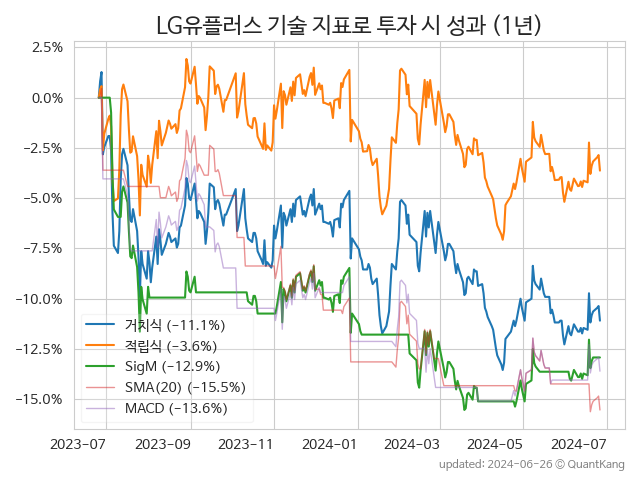 LG유플러스 기술 지표로 투자 시 성과 (1년)
2.5%
0.0%
−2.5%
−5.0%
−7.5%
−10.0%
−12.5%
−15.0%
거치식 (−11.1%)
적립식 (−3.6%)
SigM (−12.9%)
SMA(20) (−15.5%)
MACD (−13.6%)
2023-07 2023-09 2023-11 2024-01 2024-03 2024-05 2024-07
updated: 2024-06-26 ⓒ QuantKang